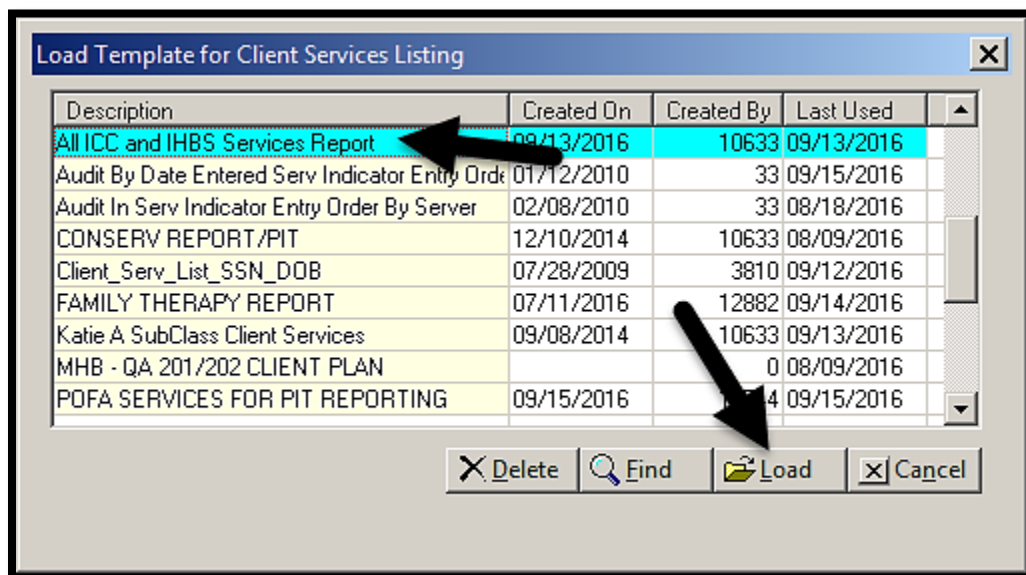 Load Template for Client Services Listing
Description Created On Created By Last Used
All ICC and IHBS Services Report 09/13/2016 10633 09/13/2016
Audit By Date Entered Serv Indicator Entry Orde 01/12/2010 33 09/15/2016
Audit In Serv Indicator Entry Order By Server 02/08/2010 33 08/18/2016
CONSERV REPORT/PIT 12/10/2014 10633 08/09/2016
Client_Serv_List_SSN_DOB 07/28/2009 3810 09/12/2016
FAMILY THERAPY REPORT 07/11/2016 12882 09/14/2016
Katie A SubClass Client Services 09/08/2014 10633 09/13/2016
MHB - QA 201/202 CLIENT PLAN 0 08/09/2016
POFA SERVICES FOR PIT REPORTING 09/15/2016 09/15/2016
Delete Find Load Cancel